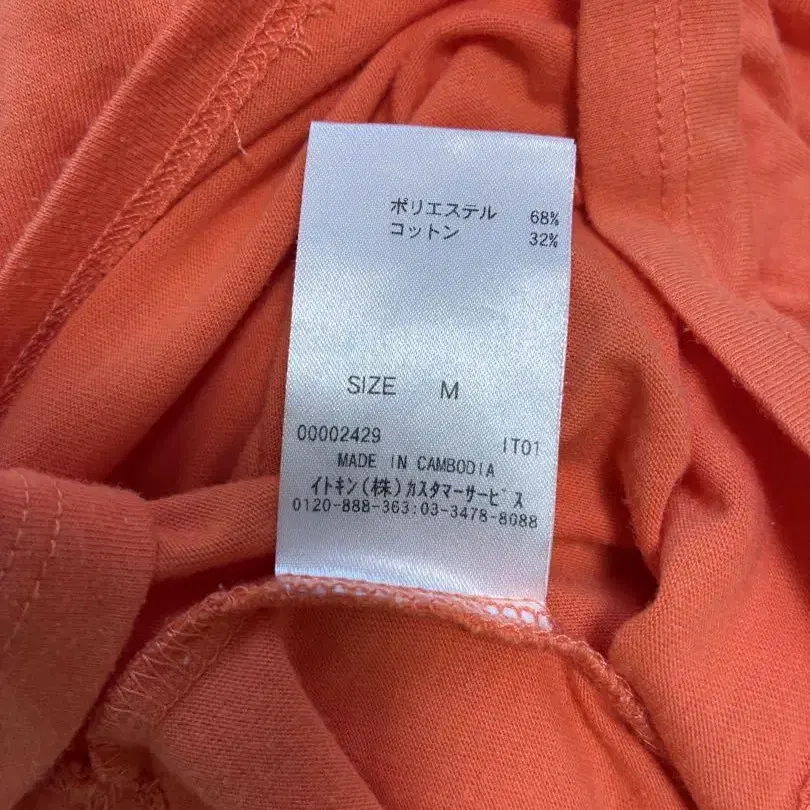 ポリエステル 68%
コットン 32%
SIZE M
00002429 IT01
MADE IN CAMBODIA
イトキン(株)カスタマーサービス
0120-888-363:03-3478-8088